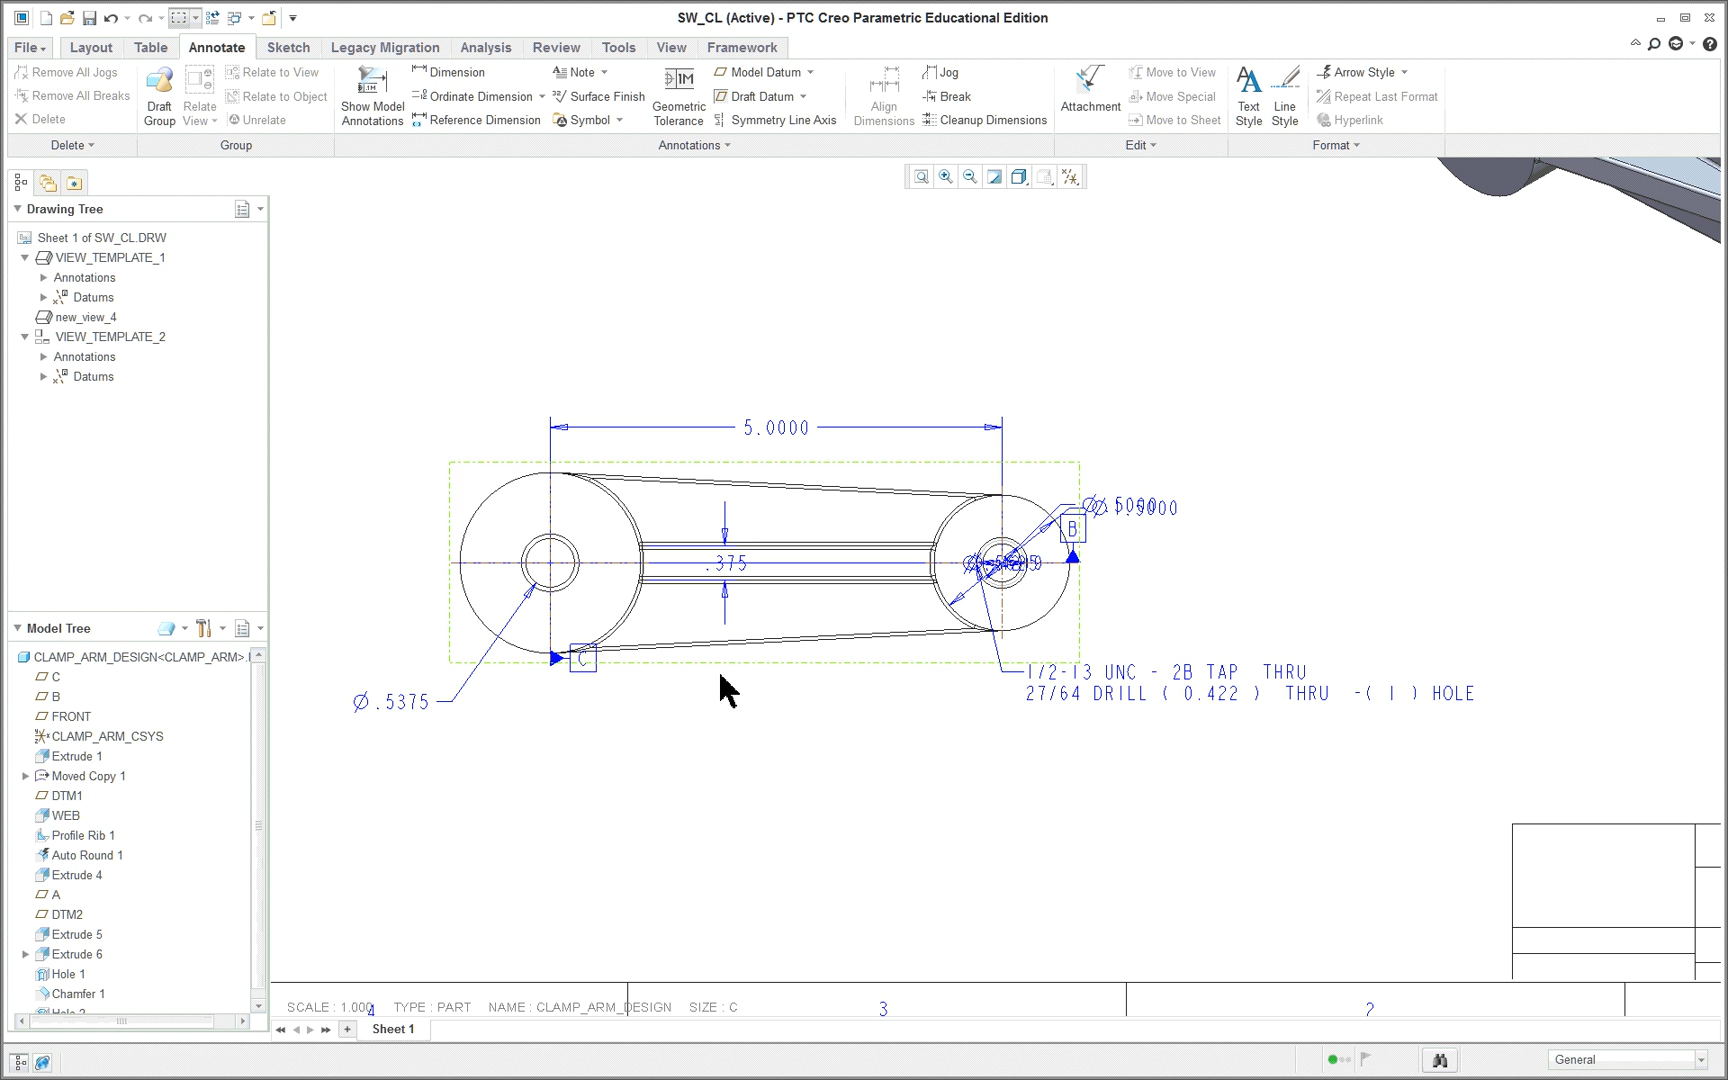 SW_CL (Active) - PTC Creo Parametric Educational Edition
File Layout Table Annotate Sketch Legacy Migration Analysis Review Tools View Framework
Remove All Jogs
Remove All Breaks
Delete
Delete
Draft Group
Relate View
Relate to View
Relate to Object
Unrelate
Group
Show Model Annotations
Dimension
Ordinate Dimension
Reference Dimension
Note
Surface Finish
Symbol
Geometric Tolerance
Model Datum
Draft Datum
Symmetry Line Axis
Align Dimensions
Jog
Break
Cleanup Dimensions
Annotations
Attachment
Move to View
Move Special
Move to Sheet
Edit
Text Style
Line Style
Arrow Style
Repeat Last Format
Hyperlink
Format
Drawing Tree
Sheet 1 of SW_CL.DRW
VIEW_TEMPLATE_1
Annotations
Datums
new_view_4
VIEW_TEMPLATE_2
Annotations
Datums
Model Tree
CLAMP_ARM_DESIGN<CLAMP_ARM>.
C
B
FRONT
CLAMP_ARM_CSYS
Extrude 1
Moved Copy 1
DTM1
WEB
Profile Rib 1
Auto Round 1
Extrude 4
A
DTM2
Extrude 5
Extrude 6
Hole 1
Chamfer 1
5.0000
B
.375
C
Ø.5375
1/2-13 UNC - 2B TAP THRU
27/64 DRILL ( 0.422 ) THRU -( 1 ) HOLE
SCALE : 1.000 TYPE : PART NAME : CLAMP_ARM_DESIGN SIZE : C
4 3 2
Sheet 1
General